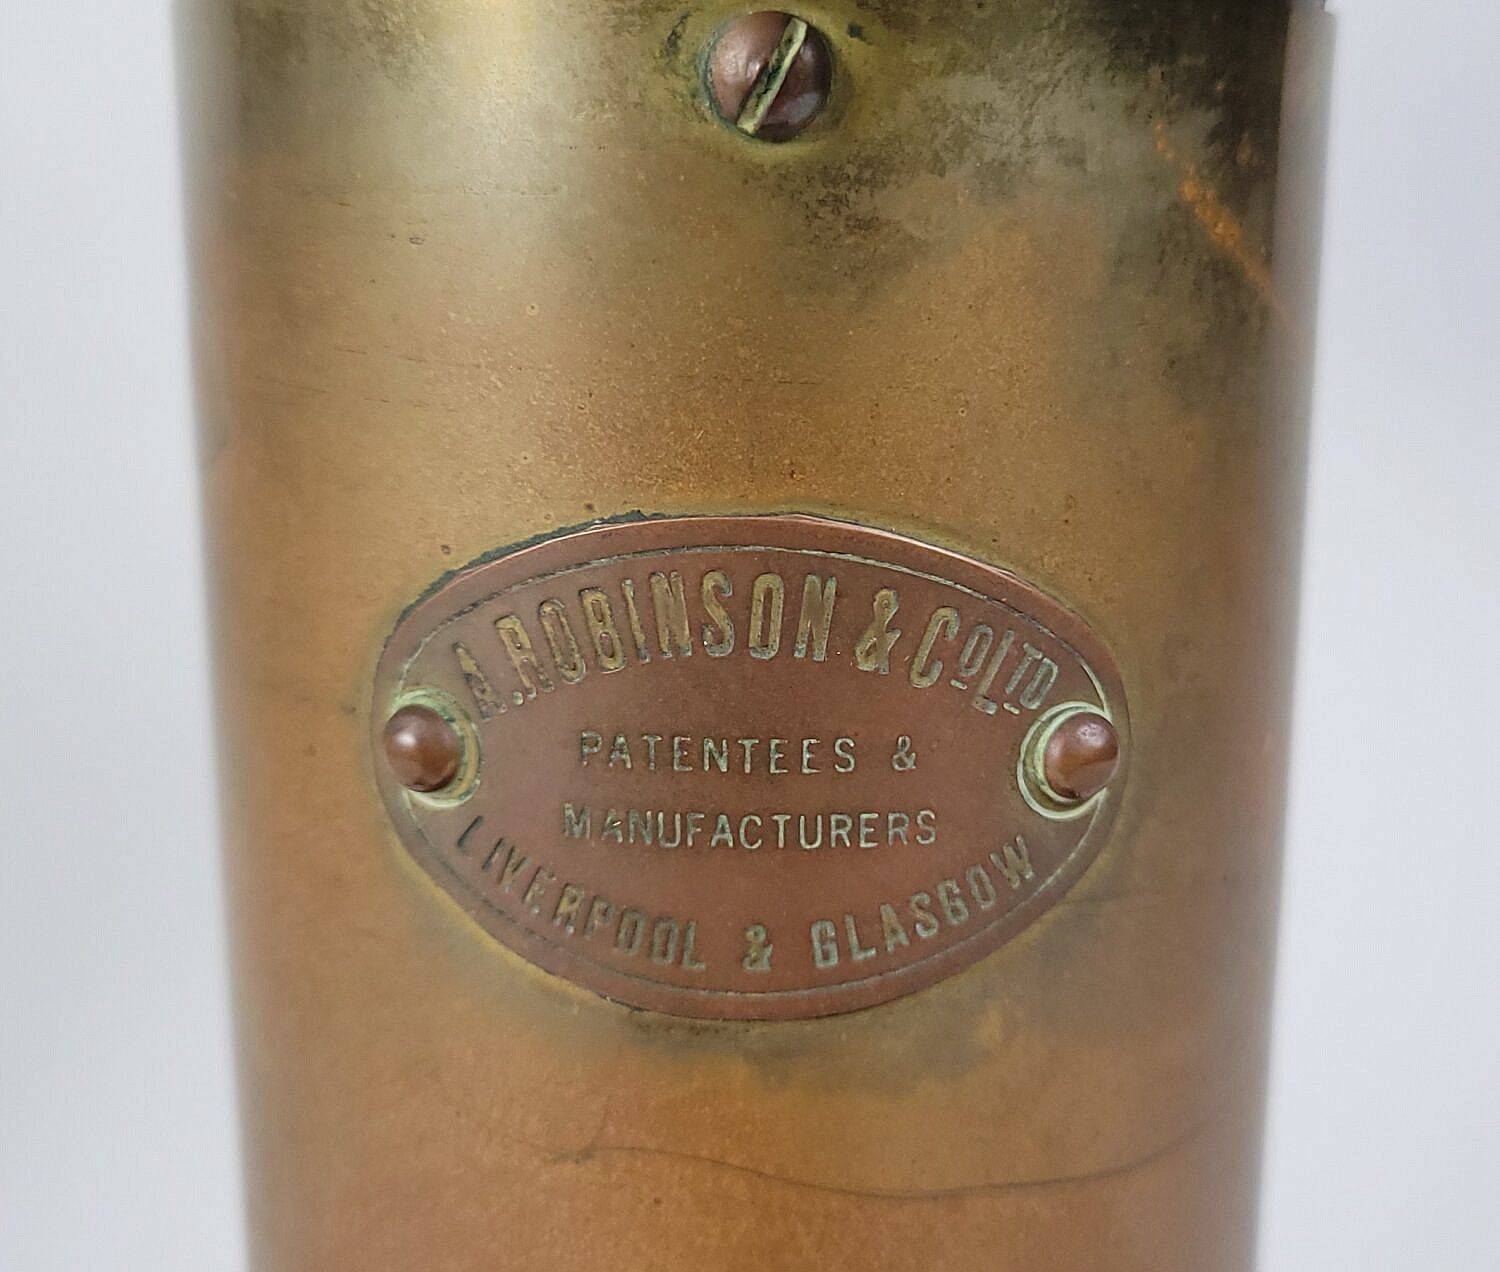 A. ROBINSON & Co LTD
PATENTEES &
MANUFACTURERS
LIVERPOOL & GLASGOW